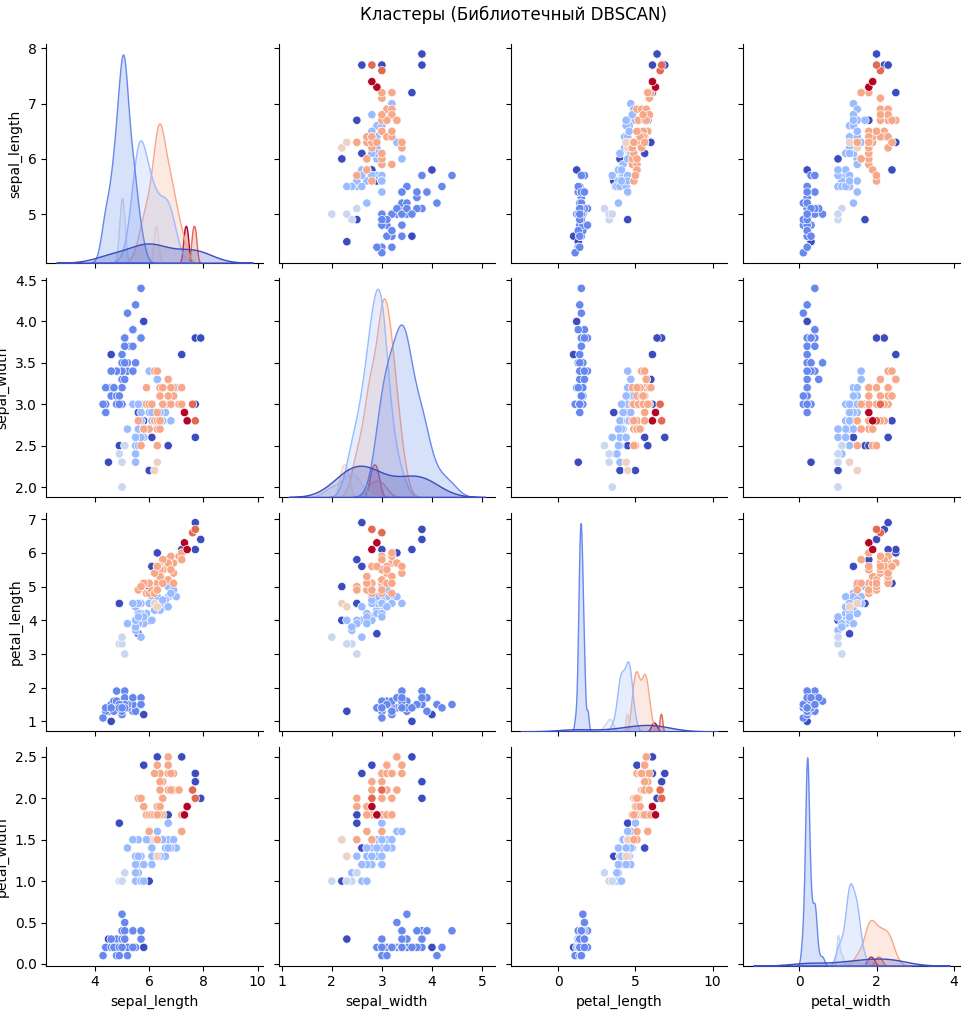 Кластеры (Библиотечный DBSCAN)
8
7
6
5
sepal_length
4.5
4.0
3.5
3.0
2.5
2.0
sepal_width
7
6
5
4
3
2
1
petal_length
2.5
2.0
1.5
1.0
0.5
0.0
petal_width
4 6 8 10
sepal_length
1 2 3 4 5
sepal_width
0 5 10
petal_length
0 2 4
petal_width